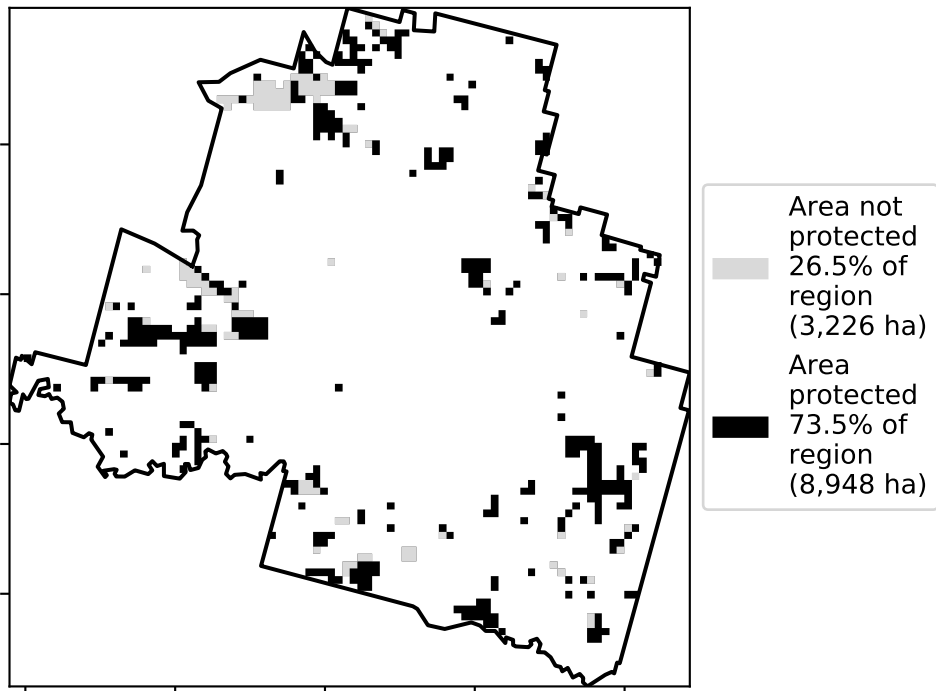 Area not
protected
26.5% of
region
(3,226 ha)
Area
protected
73.5% of
region
(8,948 ha)